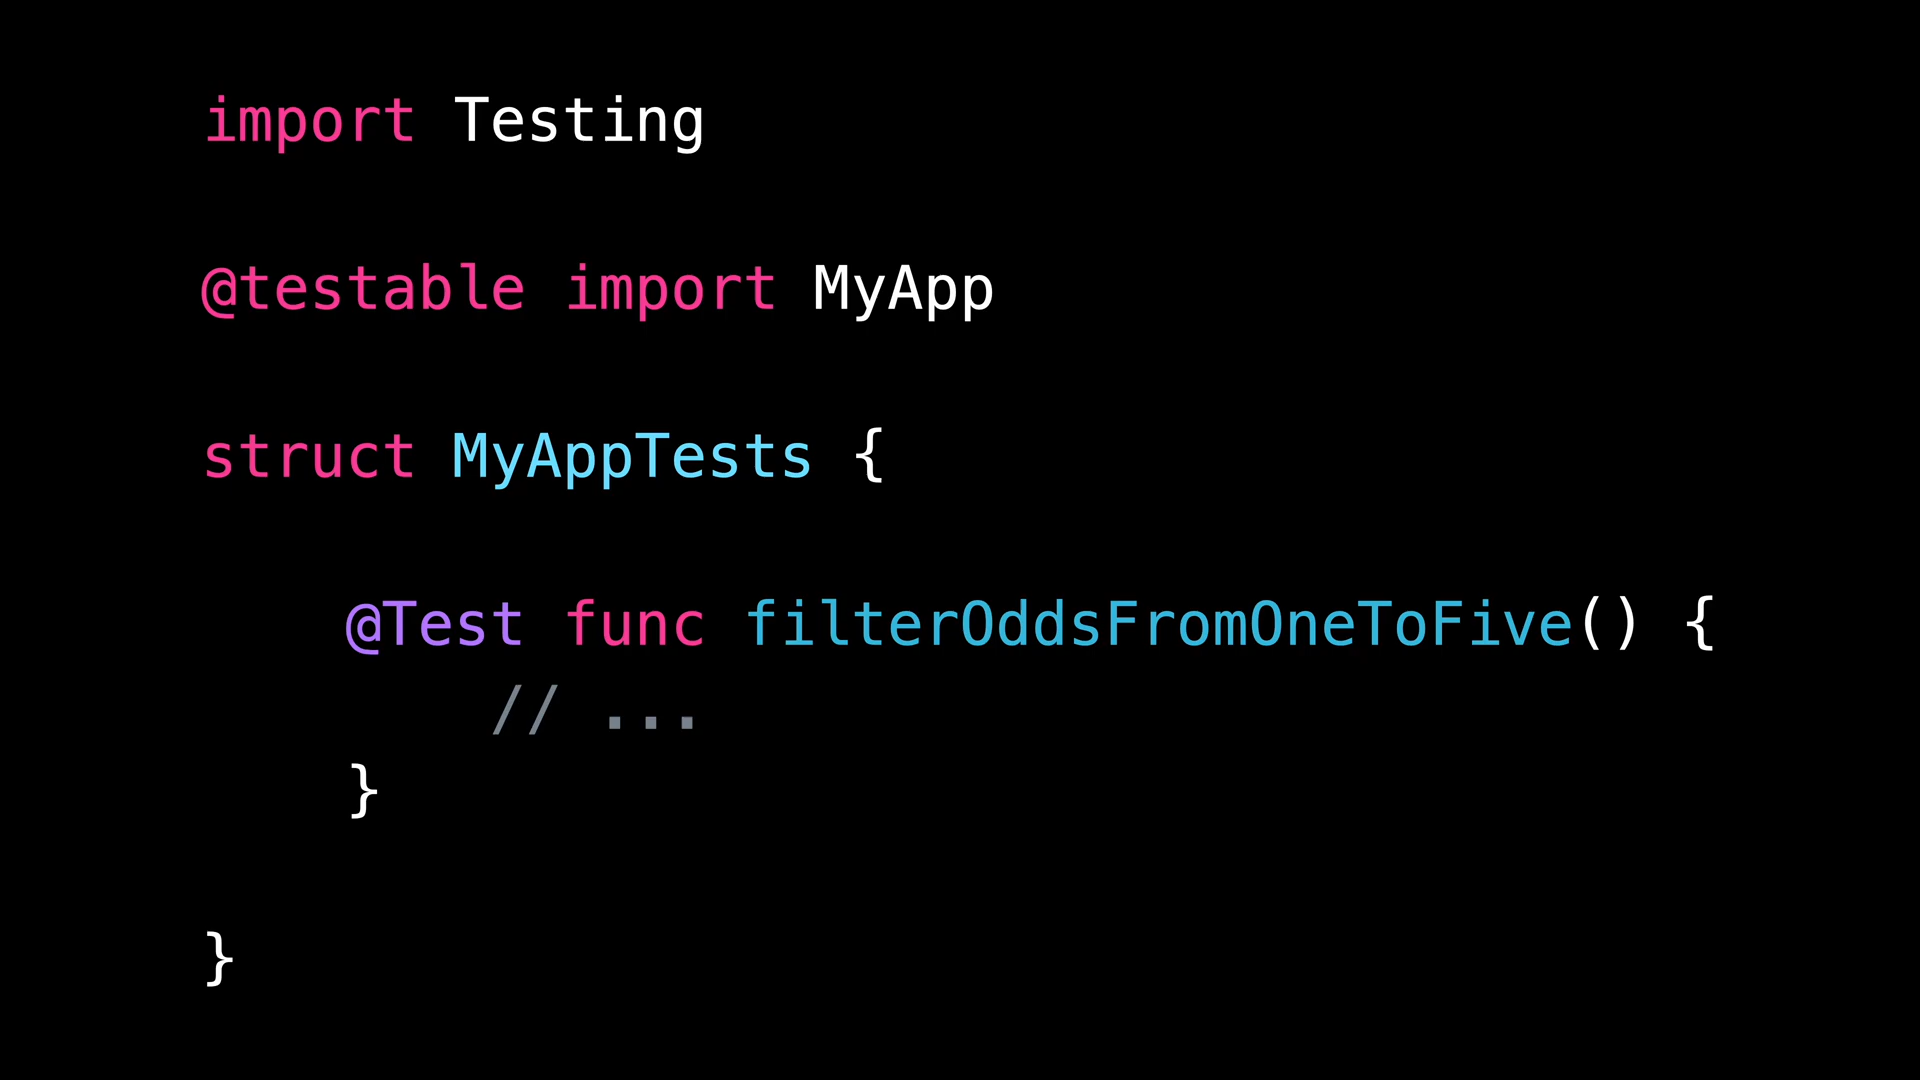 import Testing
@testable import MyApp
struct MyAppTests {
@Test func filterOddsFromOneToFive() {
// ...
}
}